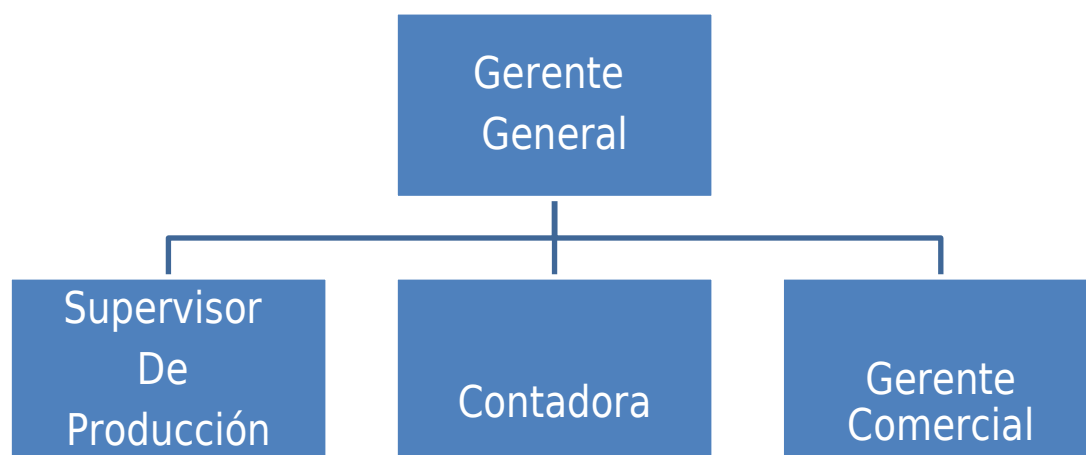 Gerente
General
Supervisor
De
Producción
Contadora
Gerente
Comercial